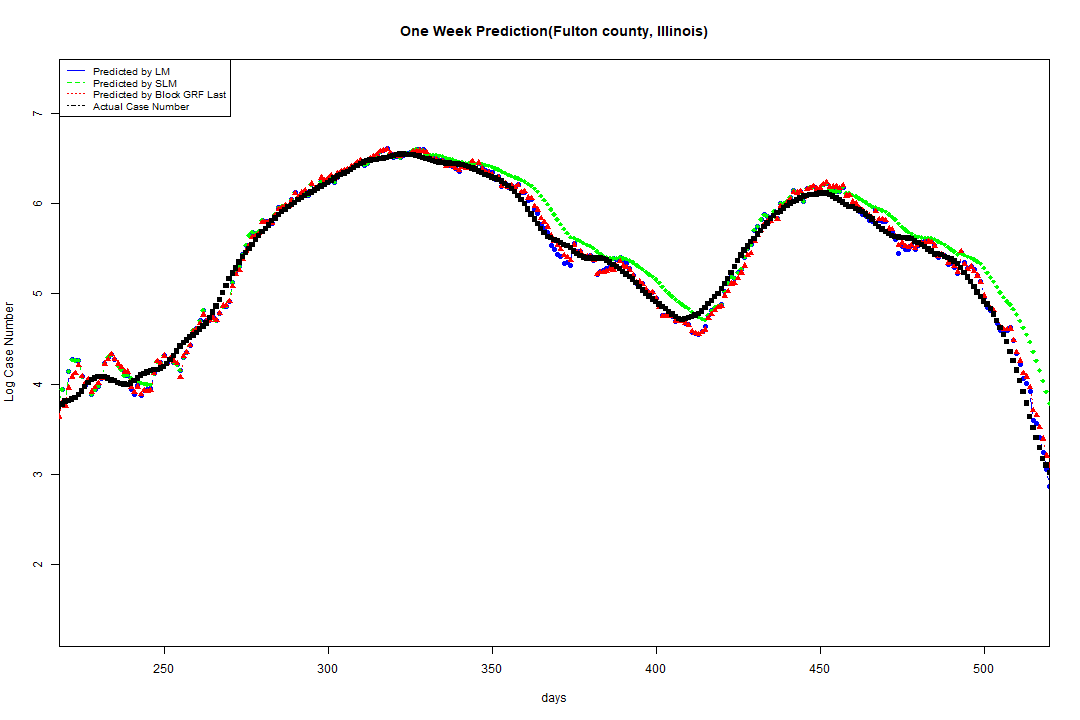 One Week Prediction(Fulton county, Illinois)
Predicted by LM
Predicted by SLM
Predicted by Block GRF Last
Actual Case Number
7
6
5
4
3
2
Log Case Number
250 300 350 400 450 500
days